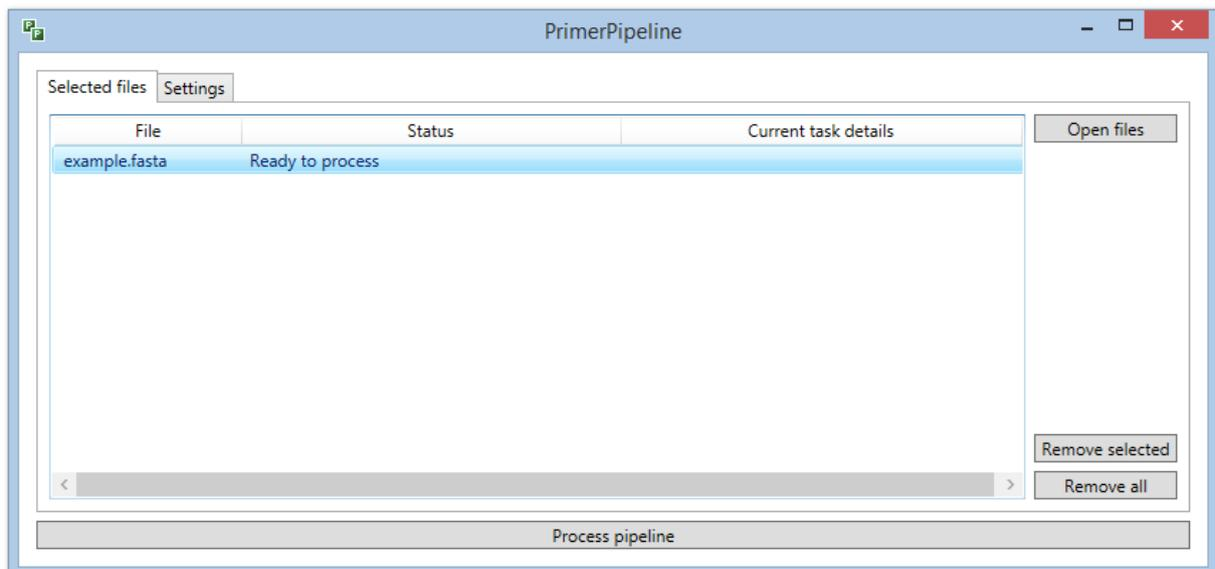 PrimerPipeline
Selected files Settings
File Status Current task details Open files
example.fasta Ready to process
Remove selected
Remove all
Process pipeline